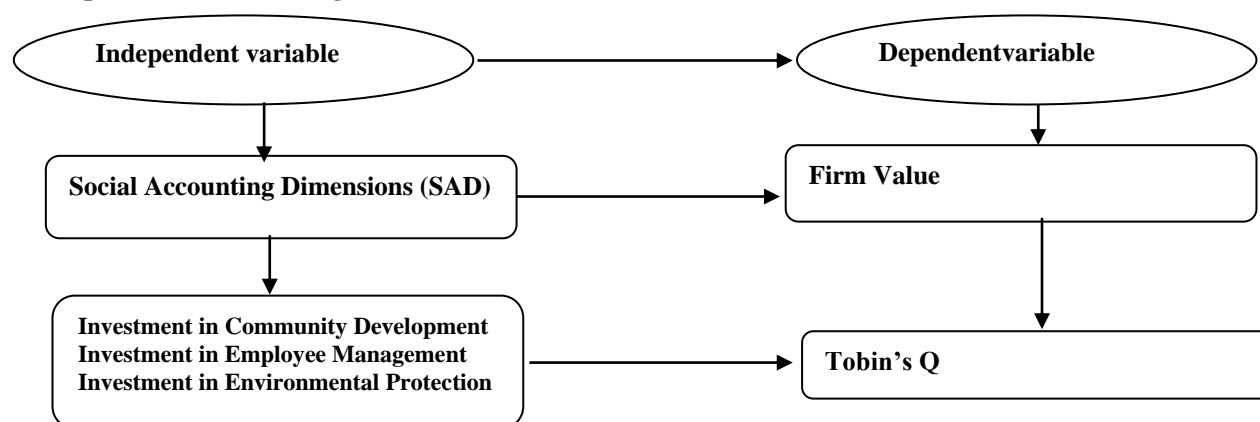 Independent variable
Dependentvariable
Social Accounting Dimensions (SAD)
Firm Value
Investment in Community Development
Investment in Employee Management
Investment in Environmental Protection
Tobin's Q